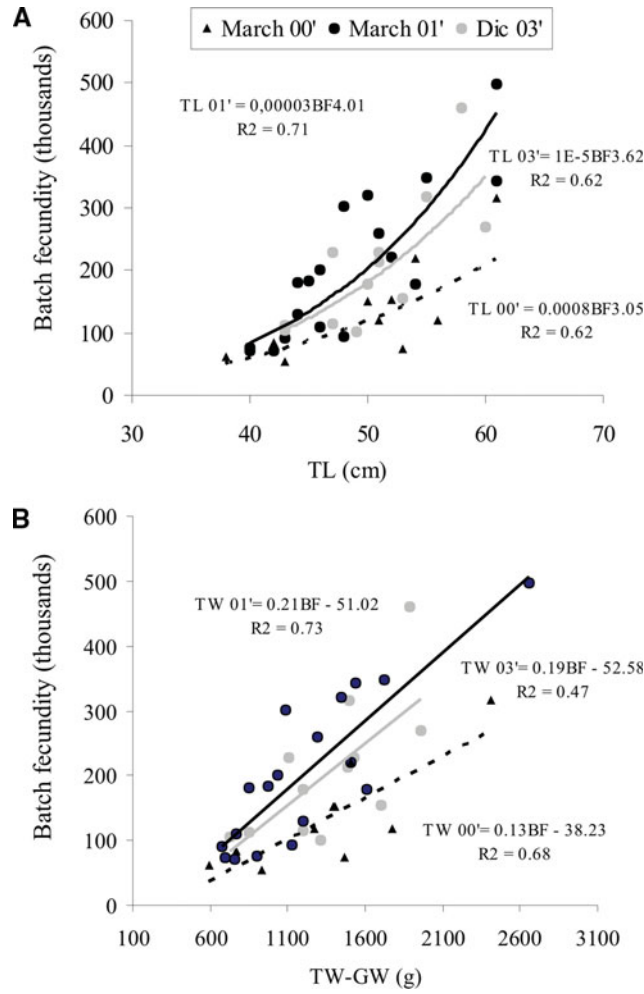 A
March 00' March 01' Dic 03'
600
500
400
300
200
100
0
Batch fecundity (thousands)
TL 01' = 0,00003BF4.01
R2 = 0.71
TL 03'= 1E-5BF3.62
R2 = 0.62
TL 00' = 0.0008BF3.05
R2 = 0.62
30 40 50 60 70
TL (cm)
B
600
500
400
300
200
100
0
Batch fecundity (thousands)
TW 01'= 0.21BF - 51.02
R2 = 0.73
TW 03'= 0.19BF - 52.58
R2 = 0.47
TW 00'= 0.13BF - 38.23
R2 = 0.68
100 600 1100 1600 2100 2600 3100
TW-GW (g)